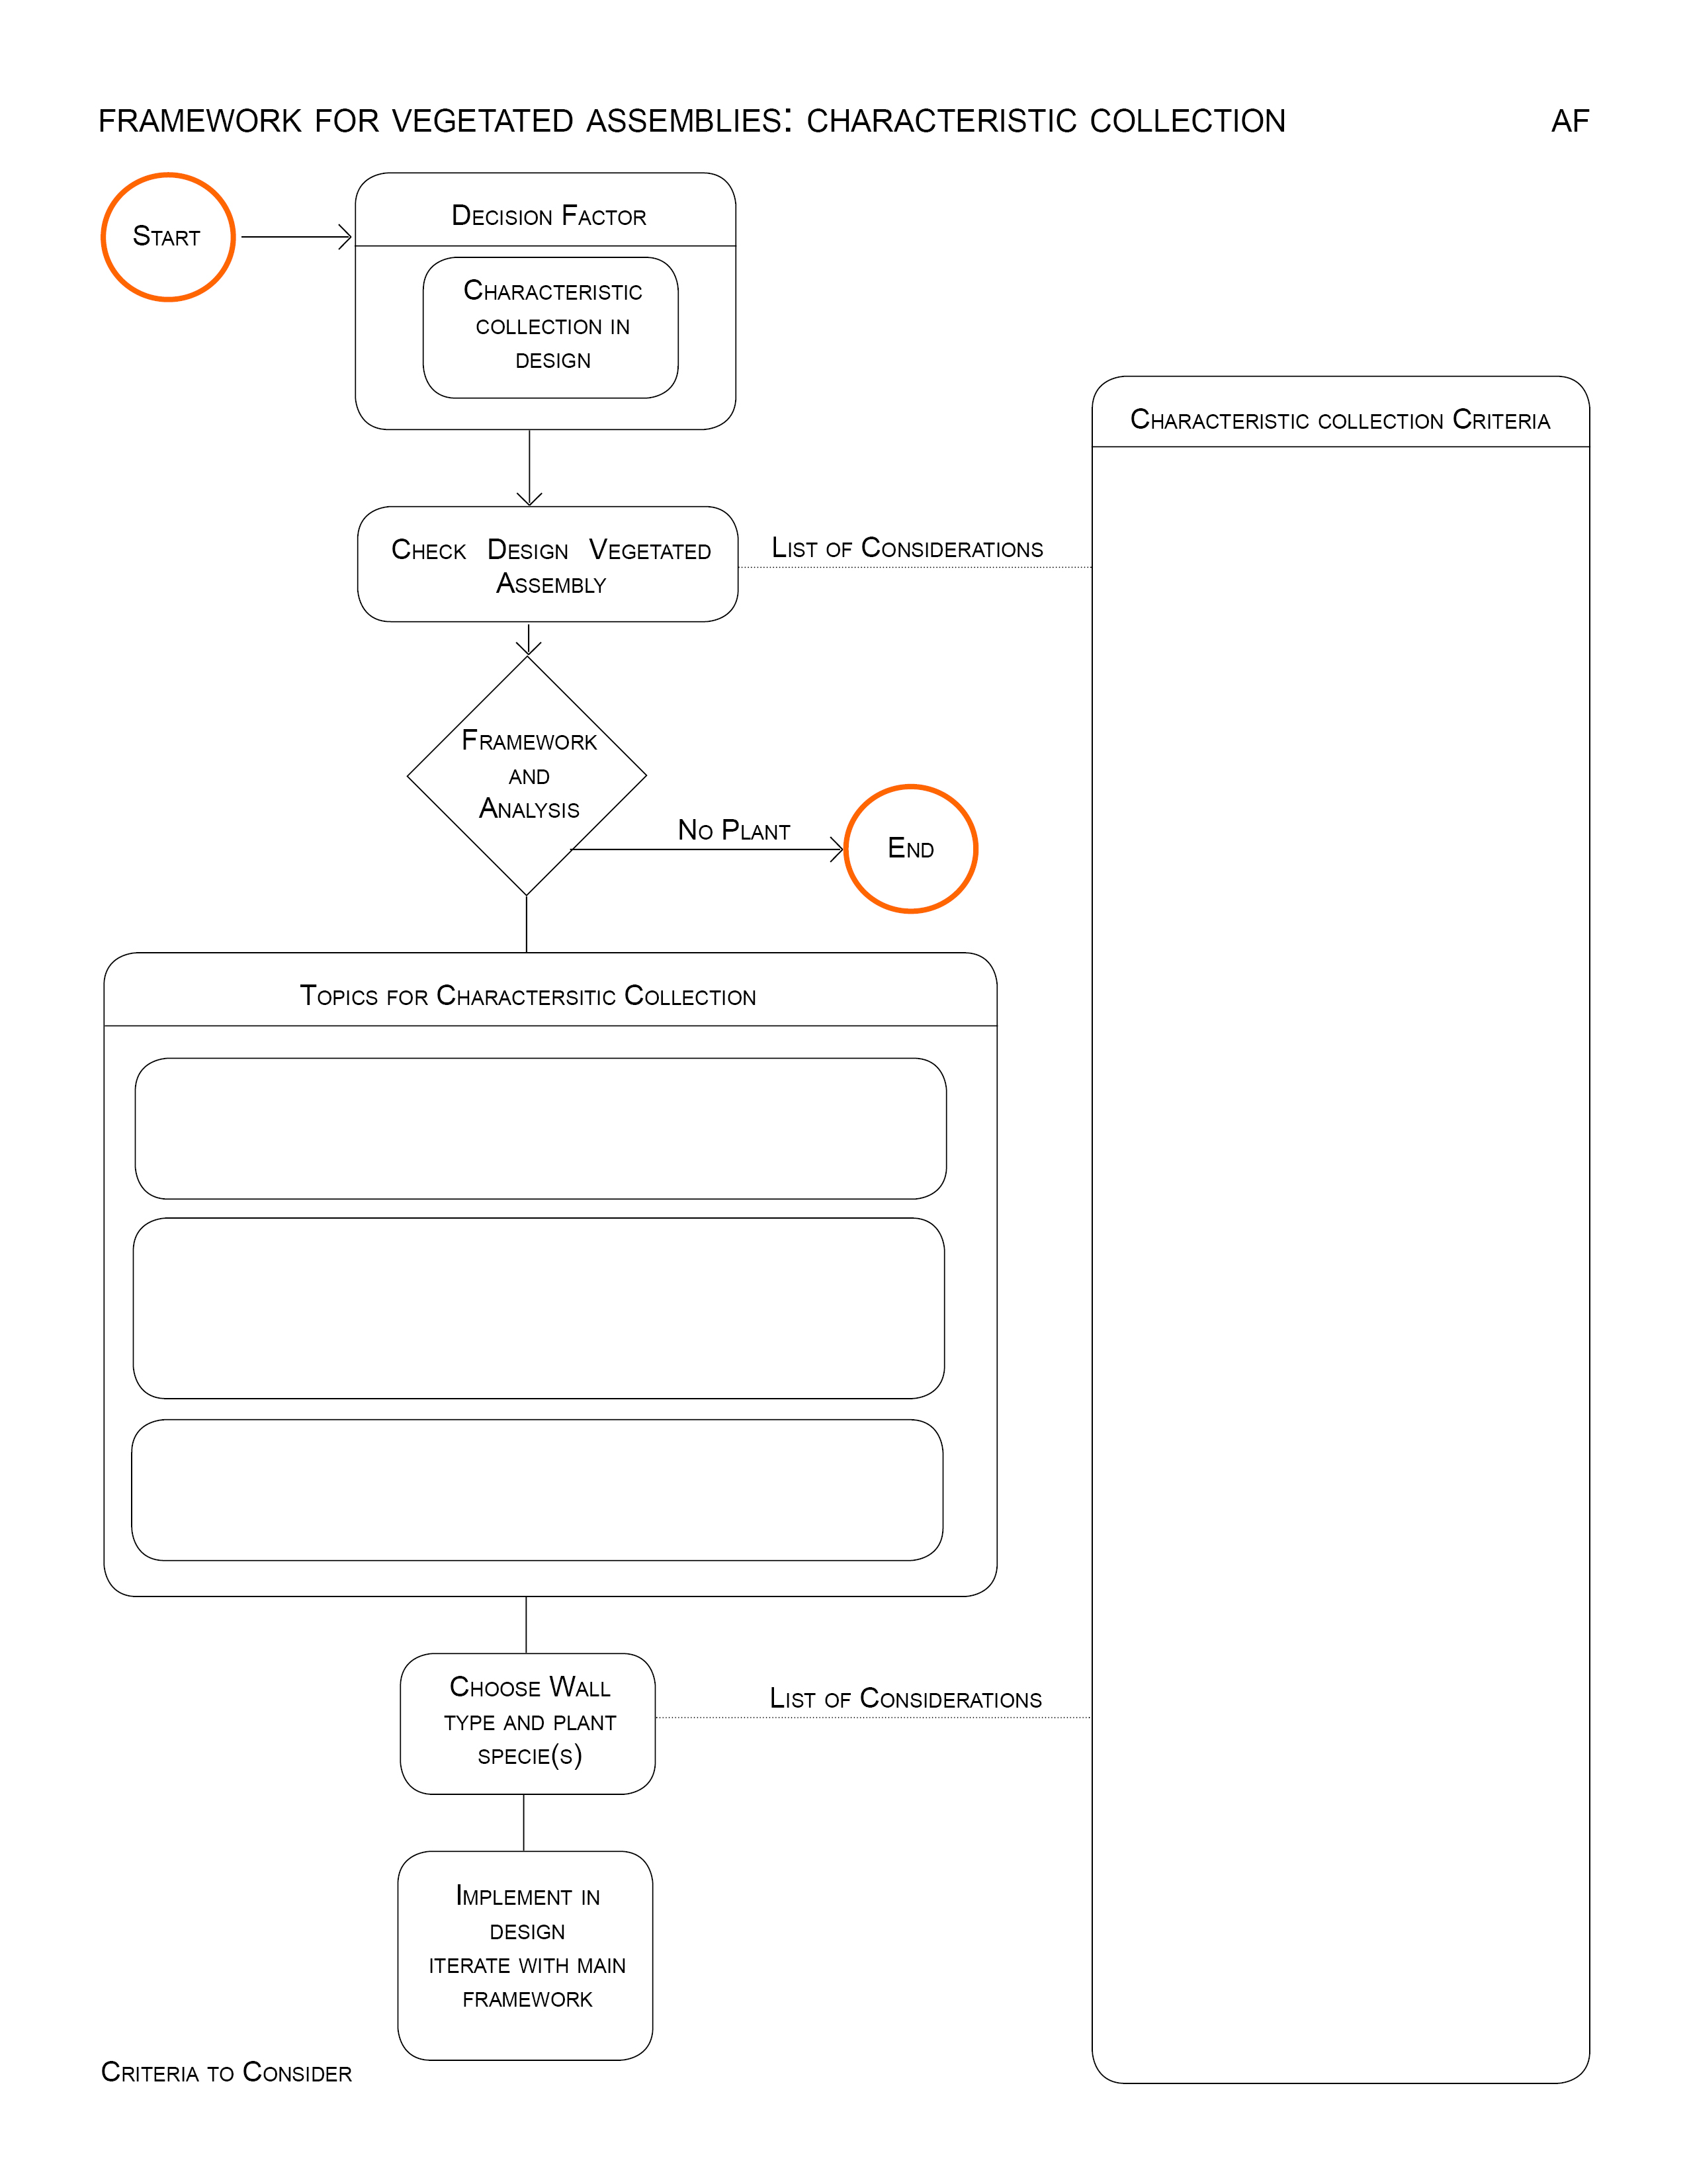 FRAMEWORK FOR VEGETATED ASSEMBLIES: CHARACTERISTIC COLLECTION AF
START
DECISION FACTOR
CHARACTERISTIC
COLLECTION IN
DESIGN
CHARACTERISTIC COLLECTION CRITERIA
CHECK DESIGN VEGETATED
ASSEMBLY
LIST OF CONSIDERATIONS
FRAMEWORK
AND
ANALYSIS
NO PLANT
END
TOPICS FOR CHARACTERSITIC COLLECTION
CHOOSE WALL
TYPE AND PLANT
SPECIE(S)
LIST OF CONSIDERATIONS
IMPLEMENT IN
DESIGN
ITERATE WITH MAIN
FRAMEWORK
CRITERIA TO CONSIDER